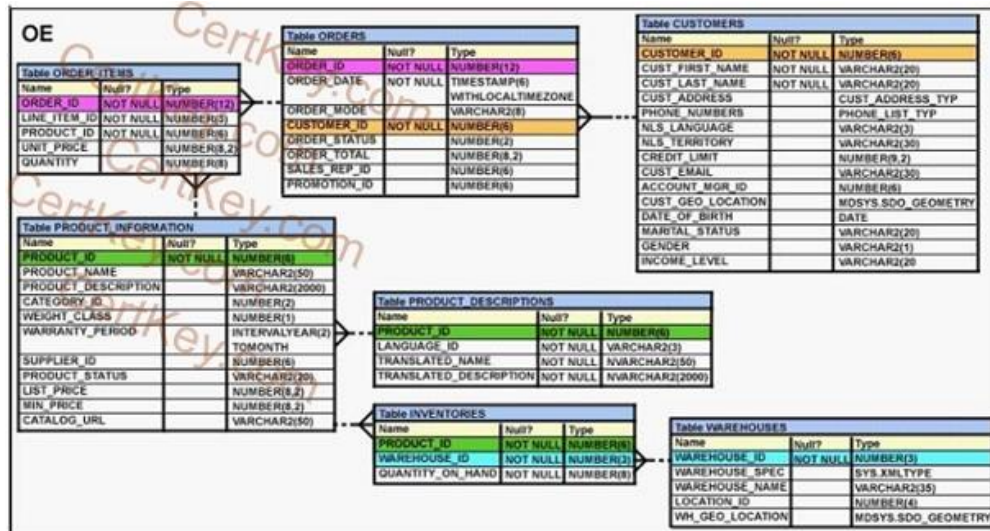 OE
Table ORDER_ITEMS
Name Null? Type
ORDER_ID NOT NULL NUMBER(12)
LINE_ITEM_ID NOT NULL NUMBER(3)
PRODUCT_ID NOT NULL NUMBER(6)
UNIT_PRICE NUMBER(8,2)
QUANTITY NUMBER(8)
Table ORDERS
Name Null? Type
ORDER_ID NOT NULL NUMBER(12)
ORDER_DATE NOT NULL TIMESTAMP(6)
WITHLOCALTIMEZONE
ORDER_MODE VARCHAR2(8)
CUSTOMER_ID NOT NULL NUMBER(6)
ORDER_STATUS NUMBER(2)
ORDER_TOTAL NUMBER(8,2)
SALES_REP_ID NUMBER(6)
PROMOTION_ID NUMBER(6)
Table CUSTOMERS
Name Null? Type
CUSTOMER_ID NOT NULL NUMBER(6)
CUST_FIRST_NAME NOT NULL VARCHAR2(20)
CUST_LAST_NAME NOT NULL VARCHAR2(20)
CUST_ADDRESS CUST_ADDRESS_TYP
PHONE_NUMBERS PHONE_LIST_TYP
NLS_LANGUAGE VARCHAR2(3)
NLS_TERRITORY VARCHAR2(30)
CREDIT_LIMIT NUMBER(9,2)
CUST_EMAIL VARCHAR2(30)
ACCOUNT_MGR_ID NUMBER(6)
CUST_GEO_LOCATION MDSYS.SDO_GEOMETRY
DATE_OF_BIRTH DATE
MARITAL_STATUS VARCHAR2(20)
GENDER VARCHAR2(1)
INCOME_LEVEL VARCHAR2(20
Table PRODUCT_INFORMATION
Name Null? Type
PRODUCT_ID NOT NULL NUMBER(6)
PRODUCT_NAME VARCHAR2(50)
PRODUCT_DESCRIPTION VARCHAR2(2000)
CATEGORY_ID NUMBER(2)
WEIGHT_CLASS NUMBER(1)
WARRANTY_PERIOD INTERVALYEAR(2)
TOMONTH
SUPPLIER_ID NUMBER(6)
PRODUCT_STATUS VARCHAR2(20)
LIST_PRICE NUMBER(8,2)
MIN_PRICE NUMBER(8,2)
CATALOG_URL VARCHAR2(50)
Table PRODUCT_DESCRIPTIONS
Name Null? Type
PRODUCT_ID NOT NULL NUMBER(6)
LANGUAGE_ID NOT NULL VARCHAR2(3)
TRANSLATED_NAME NOT NULL NVARCHAR2(50)
TRANSLATED_DESCRIPTION NOT NULL NVARCHAR2(2000)
Table INVENTORIES
Name Null? Type
PRODUCT_ID NOT NULL NUMBER(6)
WAREHOUSE_ID NOT NULL NUMBER(3)
QUANTITY_ON_HAND NOT NULL NUMBER(8)
Table WAREHOUSES
Name Null? Type
WAREHOUSE_ID NOT NULL NUMBER(3)
WAREHOUSE_SPEC SYS.XMLTYPE
WAREHOUSE_NAME VARCHAR2(35)
LOCATION_ID NUMBER(4)
WH_GEO_LOCATION MDSYS.SDO_GEOMETRY
CertKey.com
CertKey.com
CertKey.com
CertKey.com